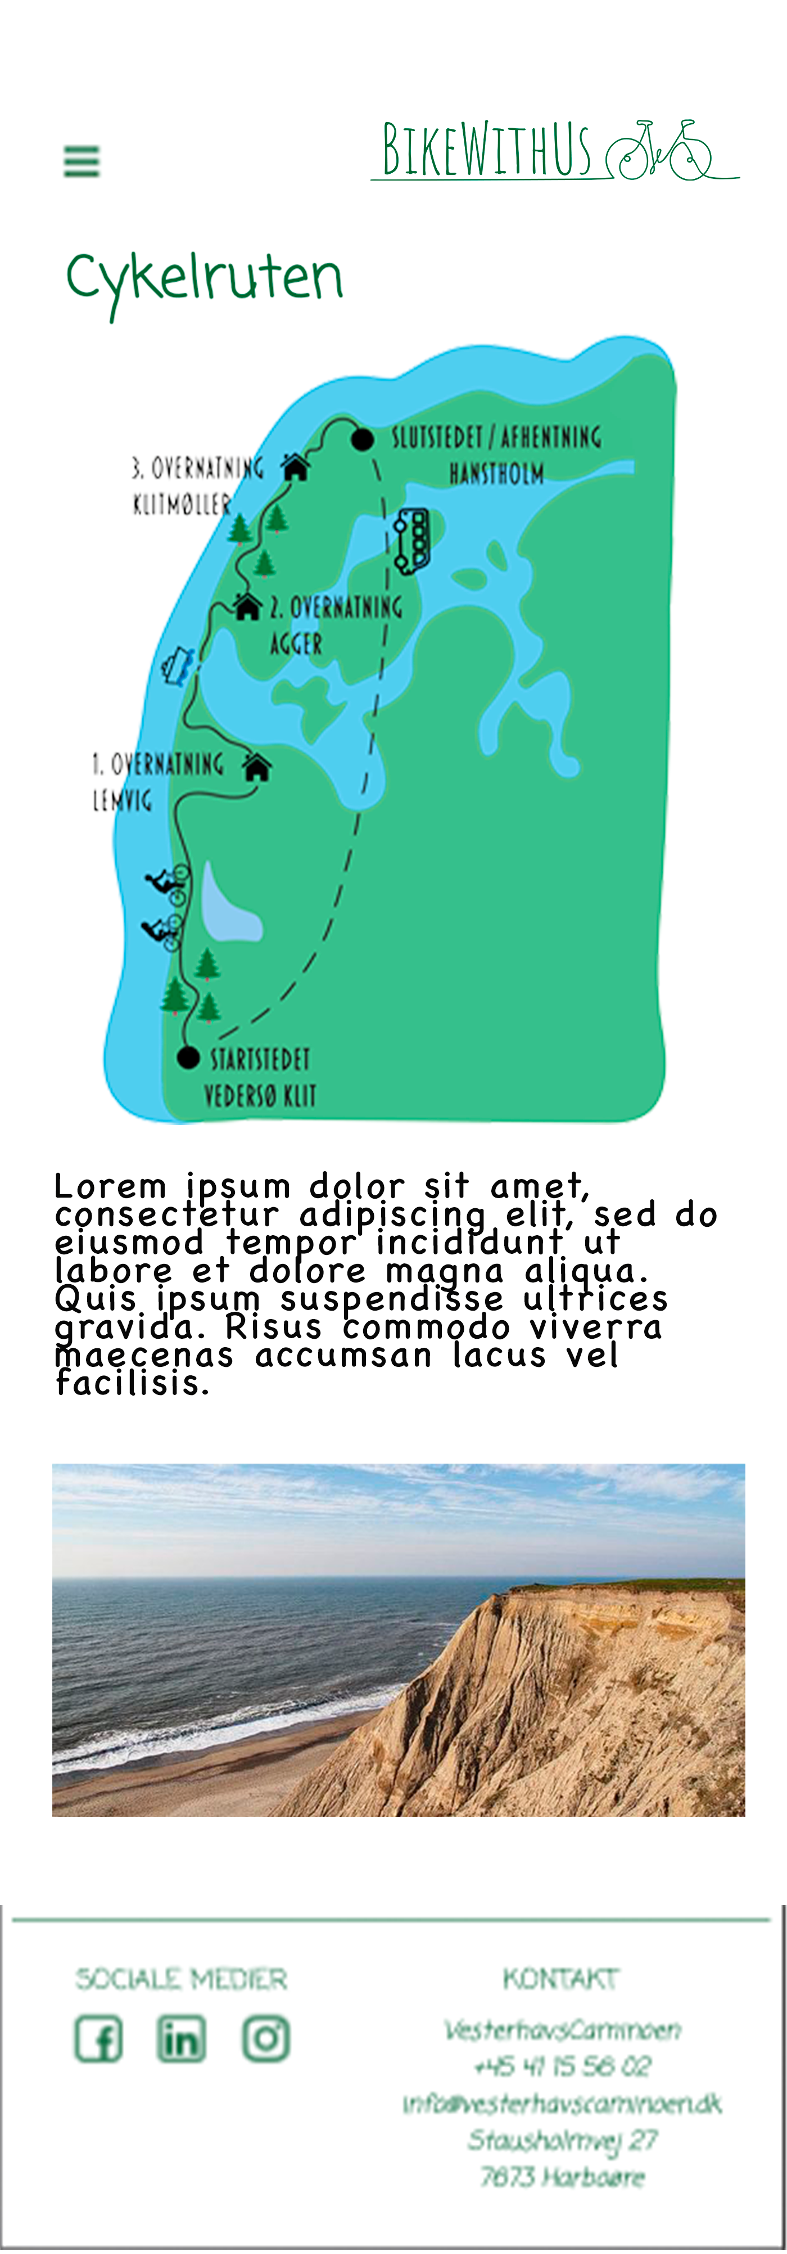 BIKEWITHUS
Cykelruten
SLUTSTEDET / AFHENTNING
HANSTHOLM
3. OVERNATNING
KLITMØLLER
2. OVERNATNING
AGGER
1. OVERNATNING
LEMVIG
STARTSTEDET
VEDERSØ KLIT
Lorem ipsum dolor sit amet,
consectetur adipiscing elit, sed do
eiusmod tempor incididunt ut
labore et dolore magna aliqua.
Quis ipsum suspendisse ultrices
gravida. Risus commodo viverra
maecenas accumsan lacus vel
facilisis.
SOCIALE MEDIER
KONTAKT
VesterhavsCaminoen
+45 41 15 56 02
info@vesterhavscaminoen.dk
Stausholmvej 27
7673 Harboøre